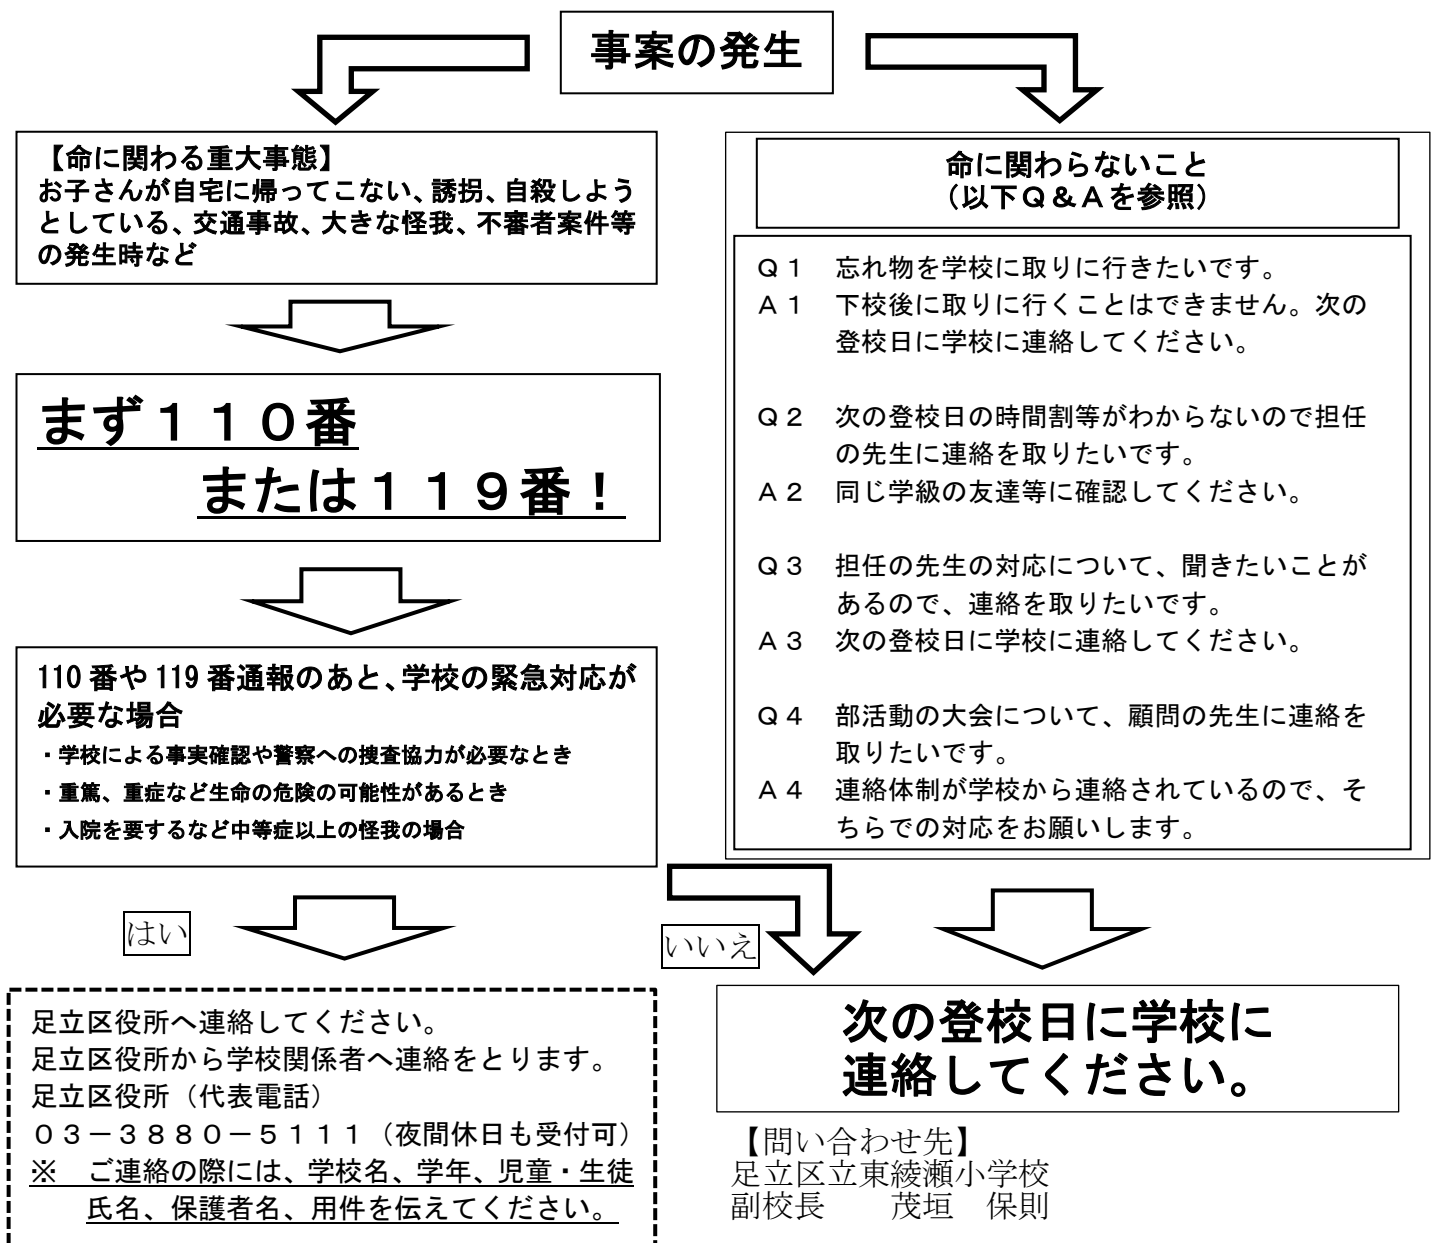 事案の発生
【命に関わる重大事態】
お子さんが自宅に帰ってこない、誘拐、自殺しよう
としている、交通事故、大きな怪我、不審者案件等
の発生時など
まず１１０番
または１１９番！
110番や119番通報のあと、学校の緊急対応が
必要な場合
・学校による事実確認や警察への捜査協力が必要なとき
・重篤、重症など生命の危険の可能性があるとき
・入院を要するなど中等症以上の怪我の場合
はい
いいえ
足立区役所へ連絡してください。
足立区役所から学校関係者へ連絡をとります。
足立区役所（代表電話）
０３－３８８０－５１１１（夜間休日も受付可）
※　ご連絡の際には、学校名、学年、児童・生徒
氏名、保護者名、用件を伝えてください。
命に関わらないこと
（以下Ｑ＆Ａを参照）
Ｑ１　忘れ物を学校に取りに行きたいです。
Ａ１　下校後に取りに行くことはできません。次の
登校日に学校に連絡してください。
Ｑ２　次の登校日の時間割等がわからないので担任
の先生に連絡を取りたいです。
Ａ２　同じ学級の友達等に確認してください。
Ｑ３　担任の先生の対応について、聞きたいことが
あるので、連絡を取りたいです。
Ａ３　次の登校日に学校に連絡してください。
Ｑ４　部活動の大会について、顧問の先生に連絡を
取りたいです。
Ａ４　連絡体制が学校から連絡されているので、そ
ちらでの対応をお願いします。
次の登校日に学校に
連絡してください。
【問い合わせ先】
足立区立東綾瀬小学校
副校長　　茂垣　保則